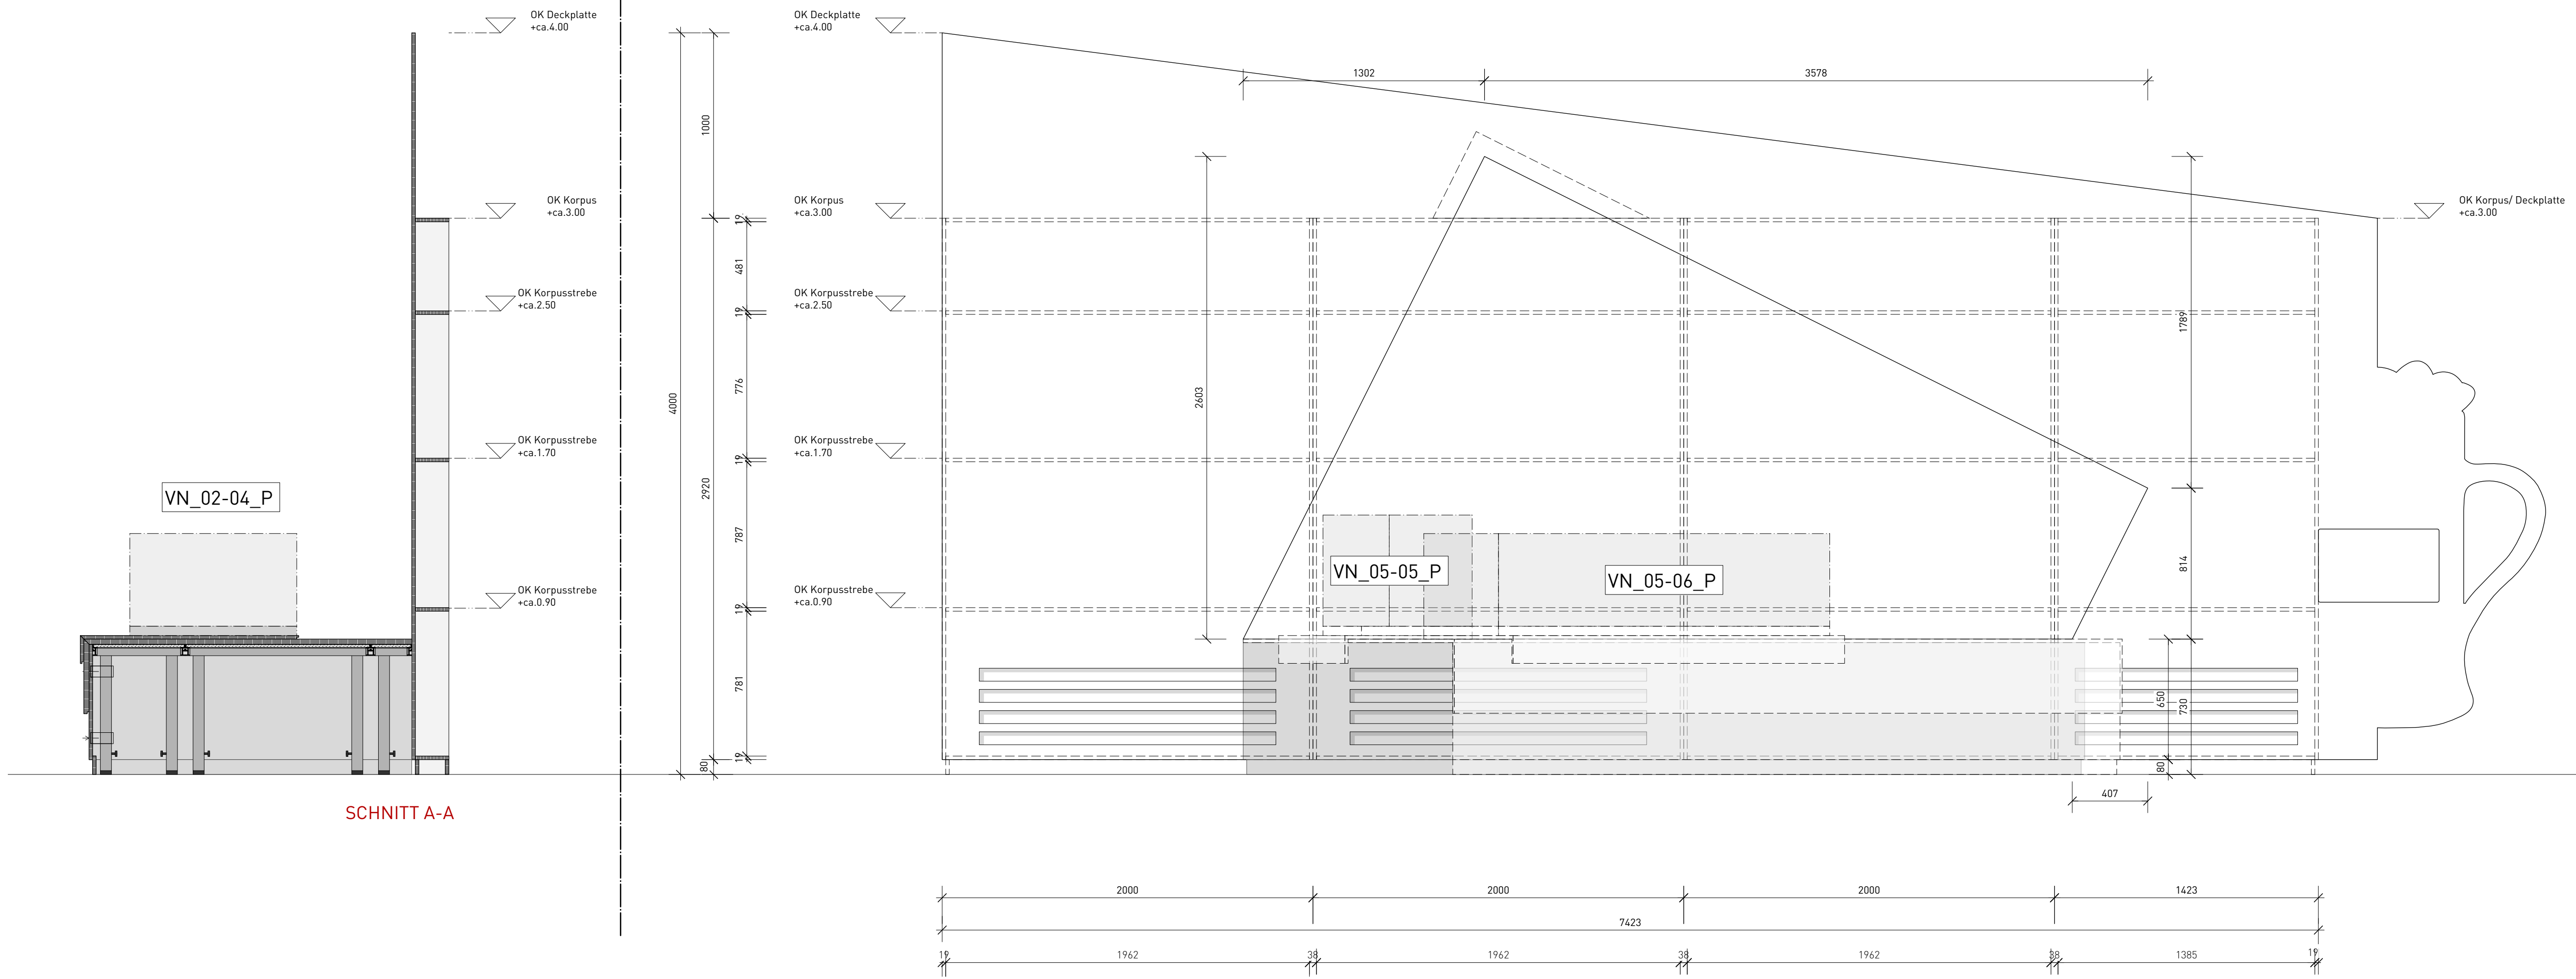 OK Deckplatte
+ca.4.00
OK Korpus
+ca.3.00
OK Korpusstrebe
+ca.2.50
OK Korpusstrebe
+ca.1.70
OK Korpusstrebe
+ca.0.90
VN_02-04_P
SCHNITT A-A
4000
1000
2920
80
19
481
19
776
19
787
19
781
19
OK Deckplatte
+ca.4.00
OK Korpus
+ca.3.00
OK Korpusstrebe
+ca.2.50
OK Korpusstrebe
+ca.1.70
OK Korpusstrebe
+ca.0.90
1302
3578
2603
VN_05-05_P
VN_05-06_P
1789
814
650
730
80
407
OK Korpus/ Deckplatte
+ca.3.00
2000
2000
2000
1423
7423
19
1962
38
1962
38
1962
38
1385
19